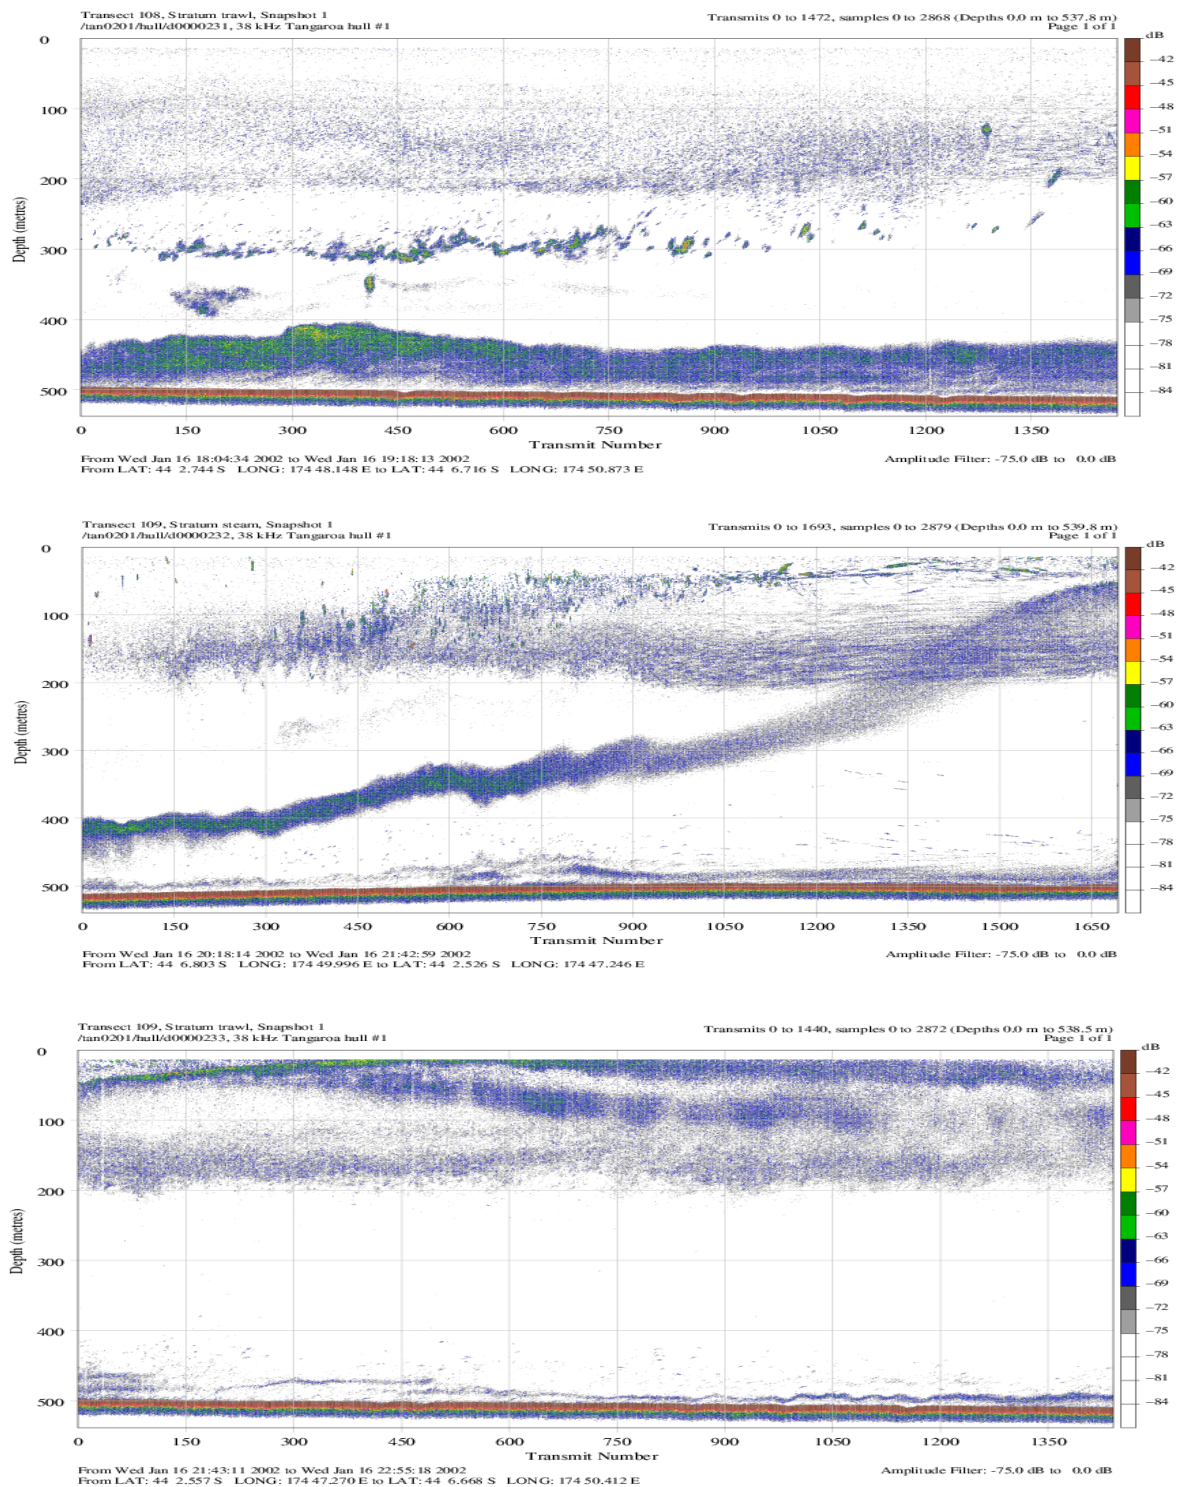 Transect 108, Stratum trawl, Snapshot 1
/tan0201/hull/d0000231, 38 kHz Tangaroa hull #1
Transmits 0 to 1472, samples 0 to 2868 (Depths 0.0 m to 537.8 m)
Page 1 of 1
dB
0
100
200
300
400
500
Depth (metres)
−42
−45
−48
−51
−54
−57
−60
−63
−66
−69
−72
−75
−78
−81
−84
0 150 300 450 600 750 900 1050 1200 1350
Transmit Number
From Wed Jan 16 18:04:34 2002 to Wed Jan 16 19:18:13 2002
From LAT: 44 2.744 S LONG: 174 48.148 E to LAT: 44 6.716 S LONG: 174 50.873 E
Amplitude Filter: -75.0 dB to 0.0 dB
Transect 109, Stratum steam, Snapshot 1
/tan0201/hull/d0000232, 38 kHz Tangaroa hull #1
Transmits 0 to 1693, samples 0 to 2879 (Depths 0.0 m to 539.8 m)
Page 1 of 1
dB
0
100
200
300
400
500
Depth (metres)
−42
−45
−48
−51
−54
−57
−60
−63
−66
−69
−72
−75
−78
−81
−84
0 150 300 450 600 750 900 1050 1200 1350 1500 1650
Transmit Number
From Wed Jan 16 20:18:14 2002 to Wed Jan 16 21:42:59 2002
From LAT: 44 6.803 S LONG: 174 49.996 E to LAT: 44 2.526 S LONG: 174 47.246 E
Amplitude Filter: -75.0 dB to 0.0 dB
Transect 109, Stratum trawl, Snapshot 1
/tan0201/hull/d0000233, 38 kHz Tangaroa hull #1
Transmits 0 to 1440, samples 0 to 2872 (Depths 0.0 m to 538.5 m)
Page 1 of 1
dB
0
100
200
300
400
500
Depth (metres)
−42
−45
−48
−51
−54
−57
−60
−63
−66
−69
−72
−75
−78
−81
−84
0 150 300 450 600 750 900 1050 1200 1350
Transmit Number
From Wed Jan 16 21:43:11 2002 to Wed Jan 16 22:55:18 2002
From LAT: 44 2.557 S LONG: 174 47.270 E to LAT: 44 6.668 S LONG: 174 50.412 E
Amplitude Filter: -75.0 dB to 0.0 dB